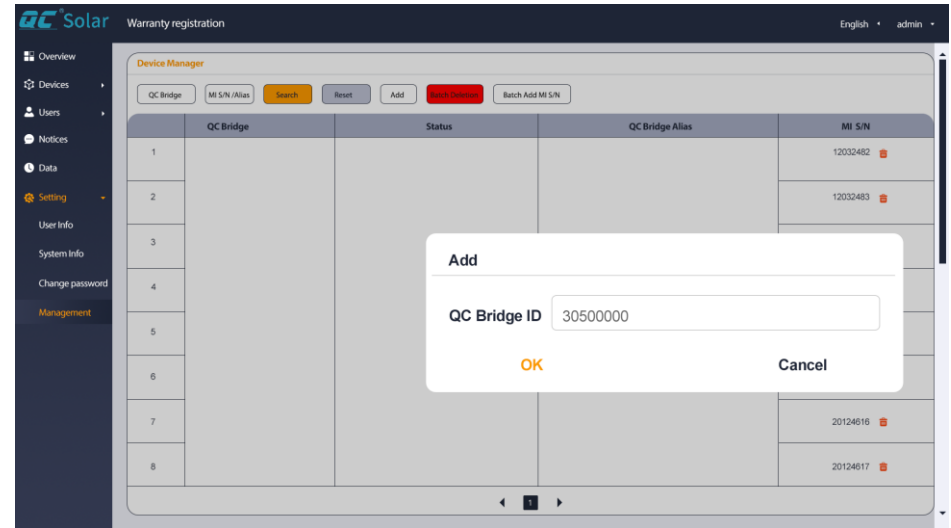 QC Solar
Warranty registration
English
admin
Overview
Devices
Users
Notices
Data
Setting
User Info
System Info
Change password
Management
Device Manager
QC Bridge
MI S/N /Alias
Search
Reset
Add
Batch Deletion
Batch Add MI S/N
QC Bridge Status QC Bridge Alias MI S/N
1 12032482
2 12032483
3
4
5
6
7 20124616
8 20124617
Add
QC Bridge ID 30500000
OK Cancel
1